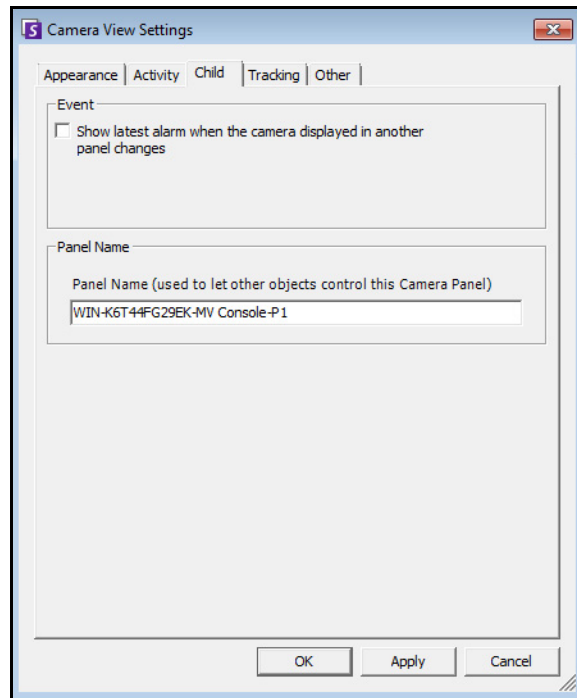 S Camera View Settings
Appearance Activity Child Tracking Other
Event
Show latest alarm when the camera displayed in another
panel changes
Panel Name
Panel Name (used to let other objects control this Camera Panel)
WIN-K6T44FG29EK-MV Console-P1
OK Apply Cancel